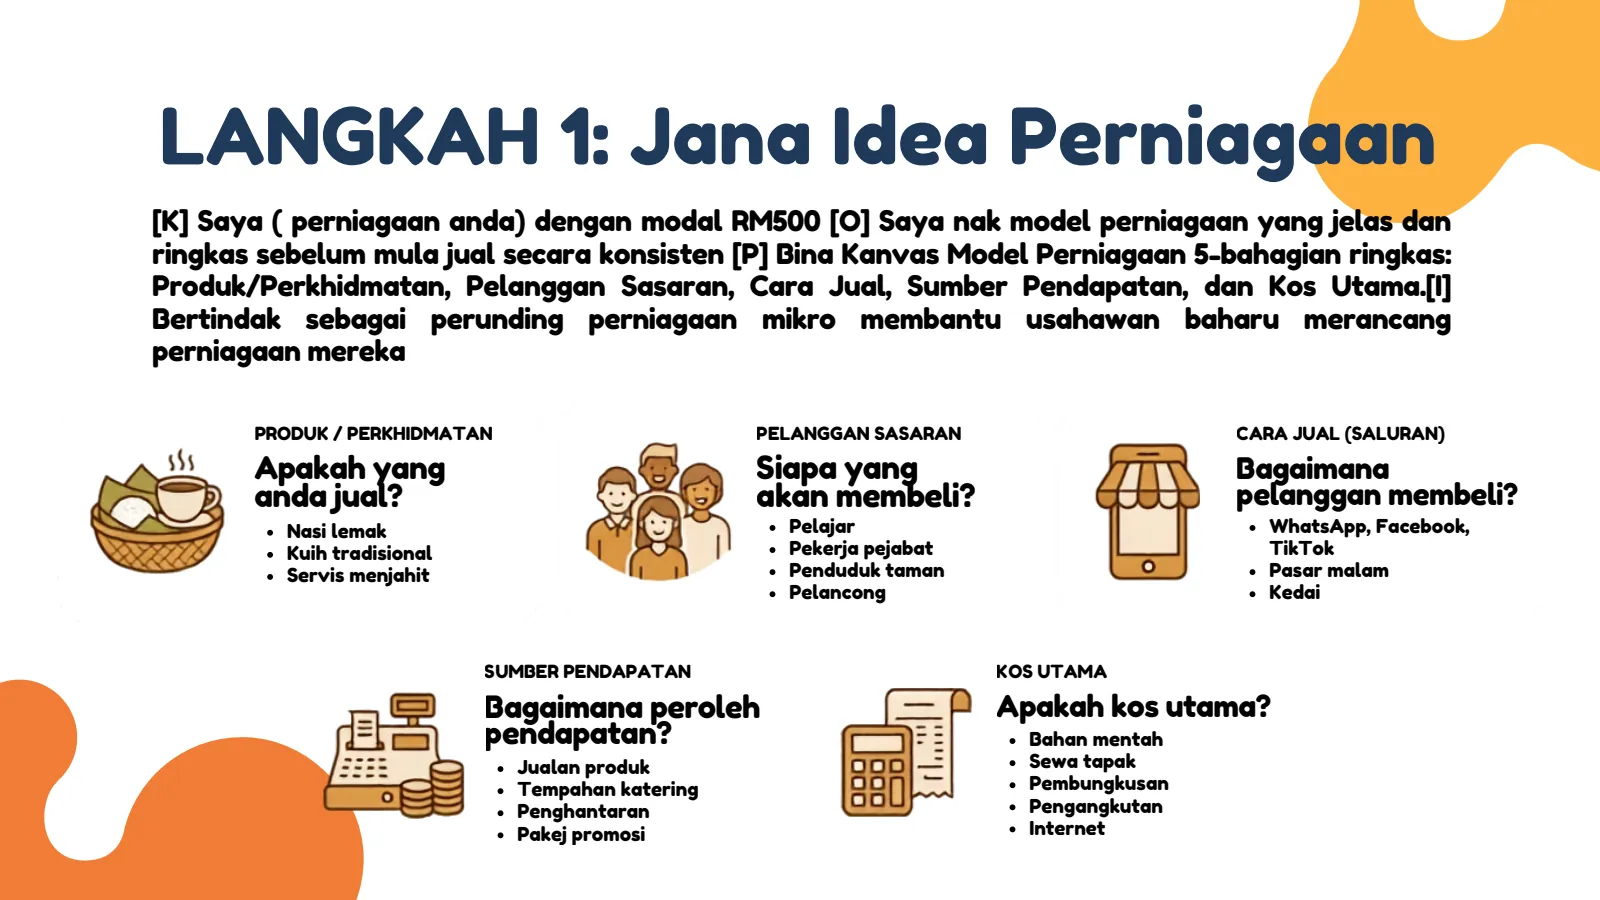 LANGKAH 1: Jana Idea Perniagaan
[K] Saya ( perniagaan anda) dengan modal RM500 [O] Saya nak model perniagaan yang jelas dan
ringkas sebelum mula jual secara konsisten [P] Bina Kanvas Model Perniagaan 5-bahagian ringkas:
Produk/Perkhidmatan, Pelanggan Sasaran, Cara Jual, Sumber Pendapatan, dan Kos Utama.[I]
Bertindak sebagai perunding perniagaan mikro membantu usahawan baharu merancang
perniagaan mereka
PRODUK / PERKHIDMATAN
Apakah yang
anda jual?
• Nasi lemak
• Kuih tradisional
• Servis menjahit
PELANGGAN SASARAN
Siapa yang
akan membeli?
• Pelajar
• Pekerja pejabat
• Penduduk taman
• Pelancong
CARA JUAL (SALURAN)
Bagaimana
pelanggan membeli?
• WhatsApp, Facebook,
TikTok
• Pasar malam
• Kedai
SUMBER PENDAPATAN
Bagaimana peroleh
pendapatan?
• Jualan produk
• Tempahan katering
• Penghantaran
• Pakej promosi
KOS UTAMA
Apakah kos utama?
• Bahan mentah
• Sewa tapak
• Pembungkusan
• Pengangkutan
• Internet